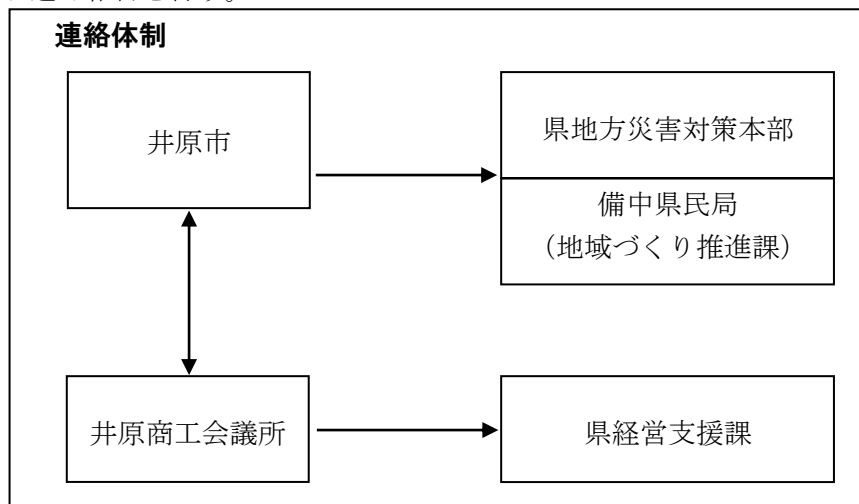 連絡体制
井原市
県地方災害対策本部
備中県民局
（地域づくり推進課）
井原商工会議所
県経営支援課